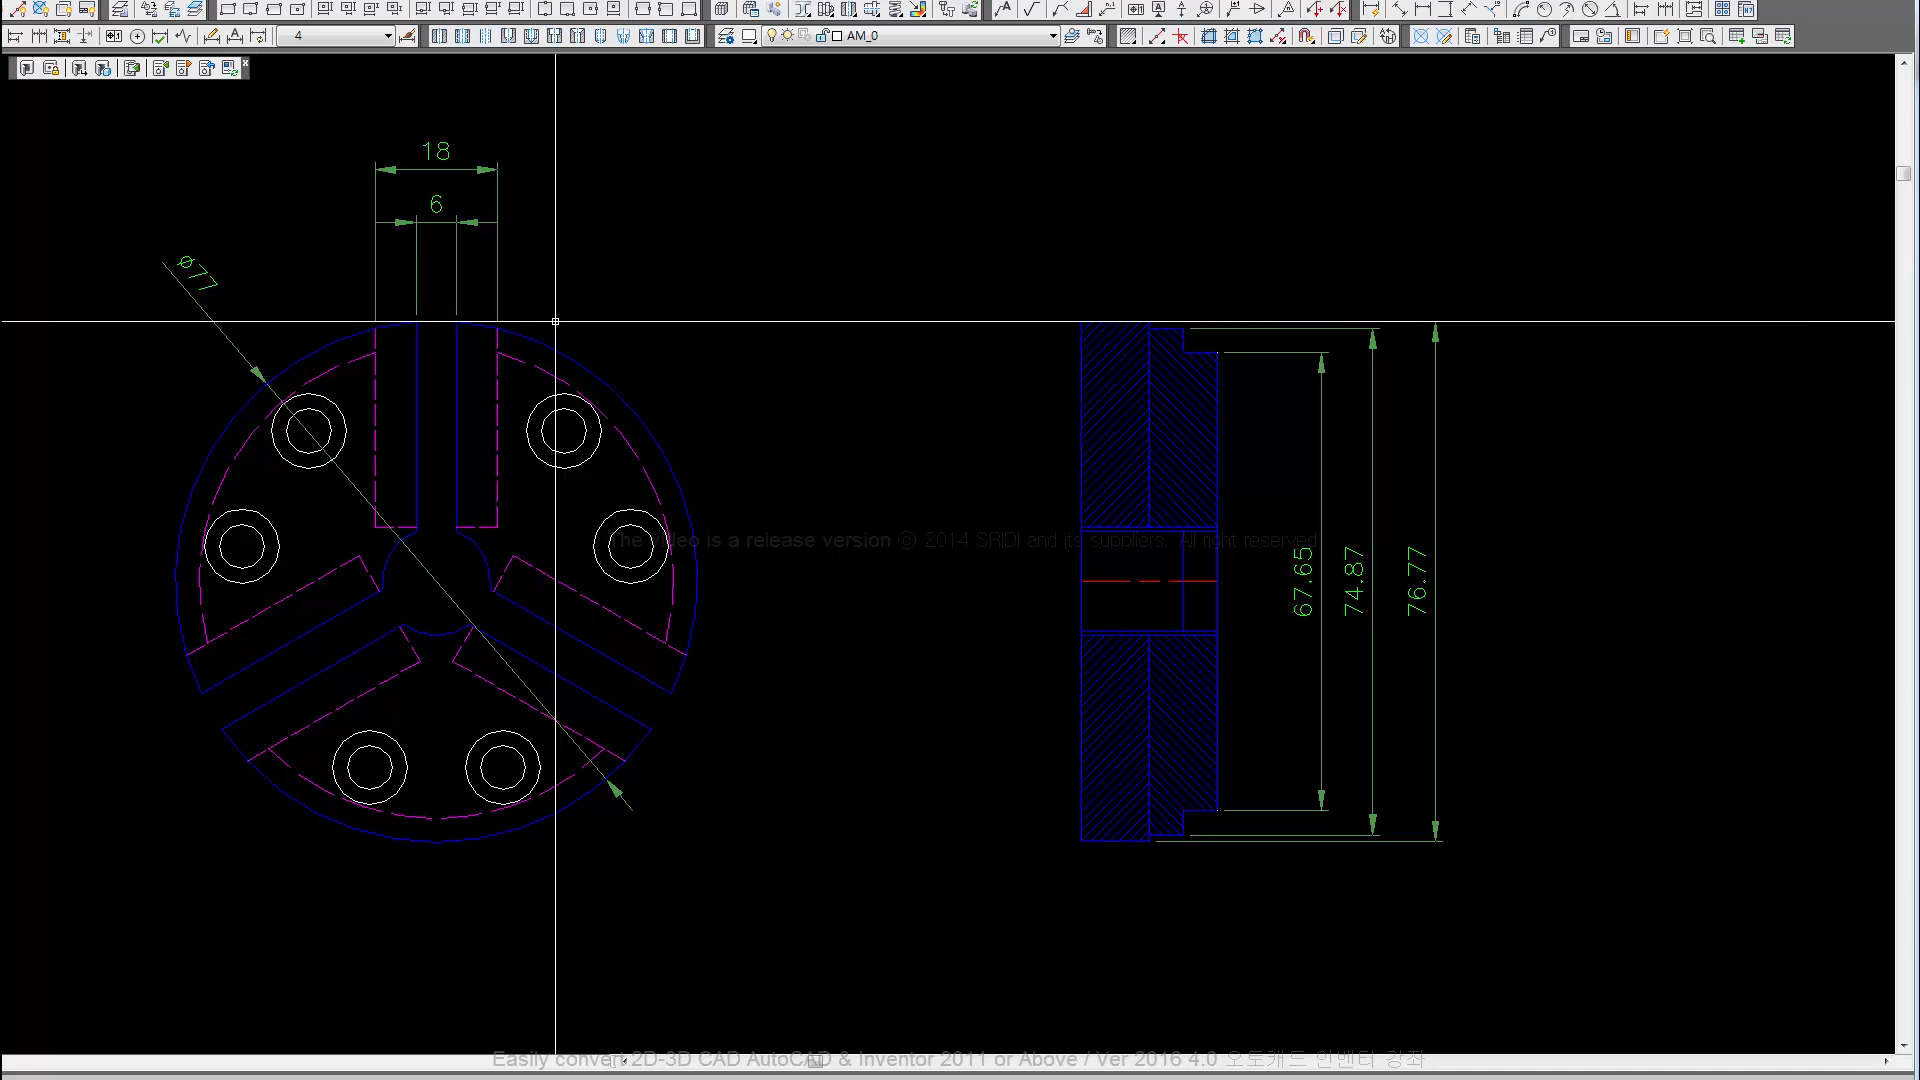 4
AM_0
18
6
ø77
The video is a release version © 2014 SRIDI and its suppliers. All right reserved
67.65
74.87
76.77
Easily convert 2D-3D CAD AutoCAD & Inventor 2011 or Above / Ver 2016 4.0 오토캐드 인벤터 강좌